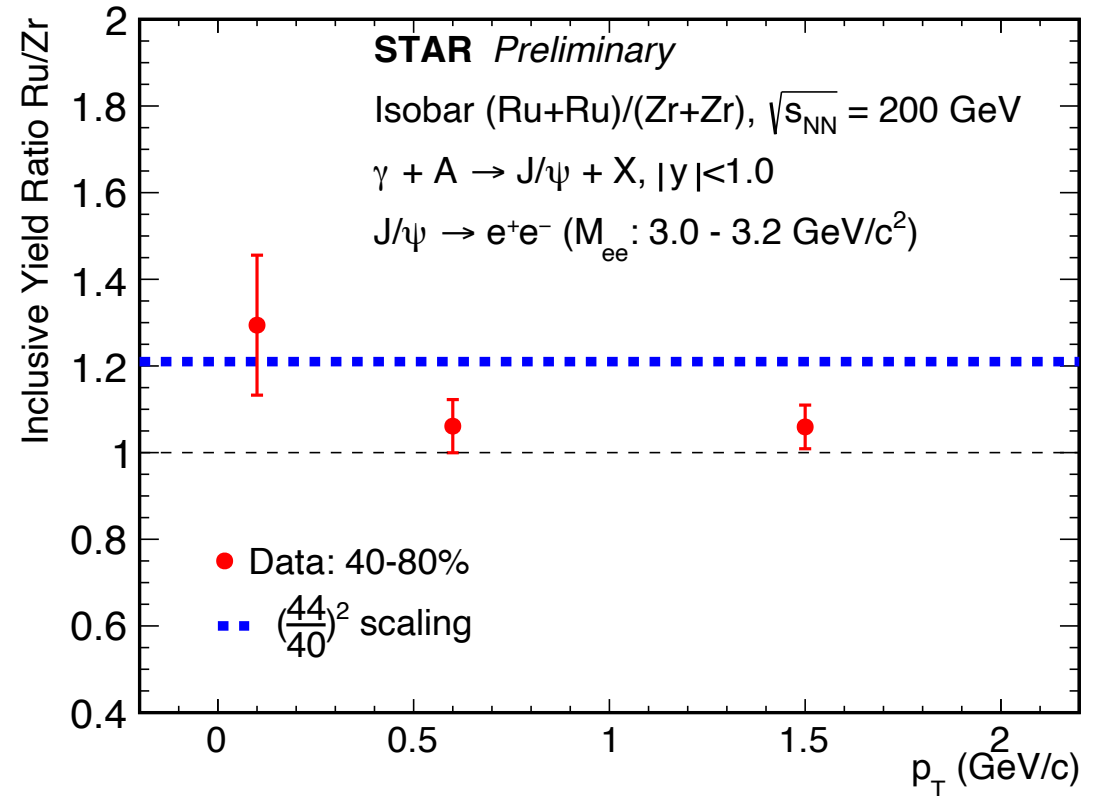 Inclusive Yield Ratio Ru/Zr
2
1.8
1.6
1.4
1.2
1
0.8
0.6
0.4
STAR Preliminary
Isobar (Ru+Ru)/(Zr+Zr), √s_NN = 200 GeV
γ + A → J/ψ + X, |y|<1.0
J/ψ → e⁺e⁻ (M_ee: 3.0 - 3.2 GeV/c²)
Data: 40-80%
(44/40)² scaling
0 0.5 1 1.5 2
p_T (GeV/c)